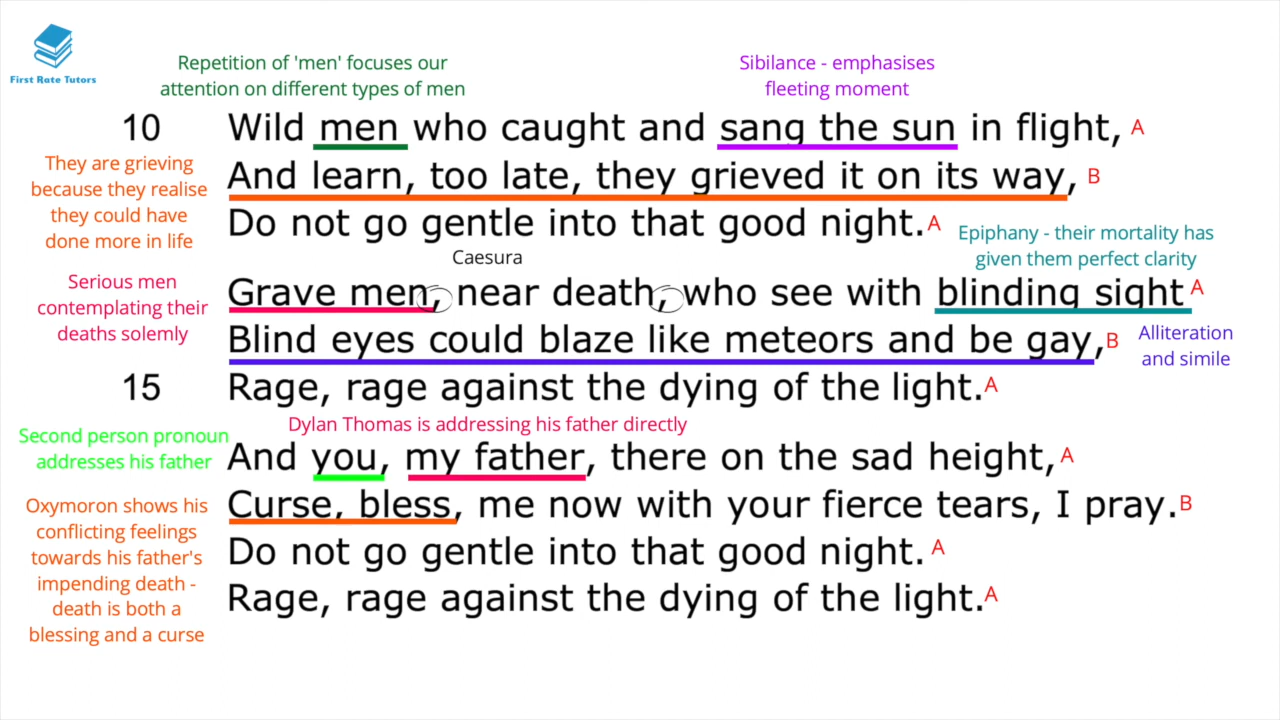 First Rate Tutors
Repetition of 'men' focuses our
attention on different types of men
Sibilance - emphasises
fleeting moment
10 Wild men who caught and sang the sun in flight, A
They are grieving
because they realise
they could have
done more in life
And learn, too late, they grieved it on its way, B
Do not go gentle into that good night. A
Epiphany - their mortality has
given them perfect clarity
Caesura
Serious men
contemplating their
deaths solemly
Grave men, near death, who see with blinding sight A
Blind eyes could blaze like meteors and be gay, B
Alliteration
and simile
15 Rage, rage against the dying of the light. A
Dylan Thomas is addressing his father directly
Second person pronoun
addresses his father
And you, my father, there on the sad height, A
Curse, bless, me now with your fierce tears, I pray. B
Oxymoron shows his
conflicting feelings
towards his father's
impending death -
death is both a
blessing and a curse
Do not go gentle into that good night. A
Rage, rage against the dying of the light. A